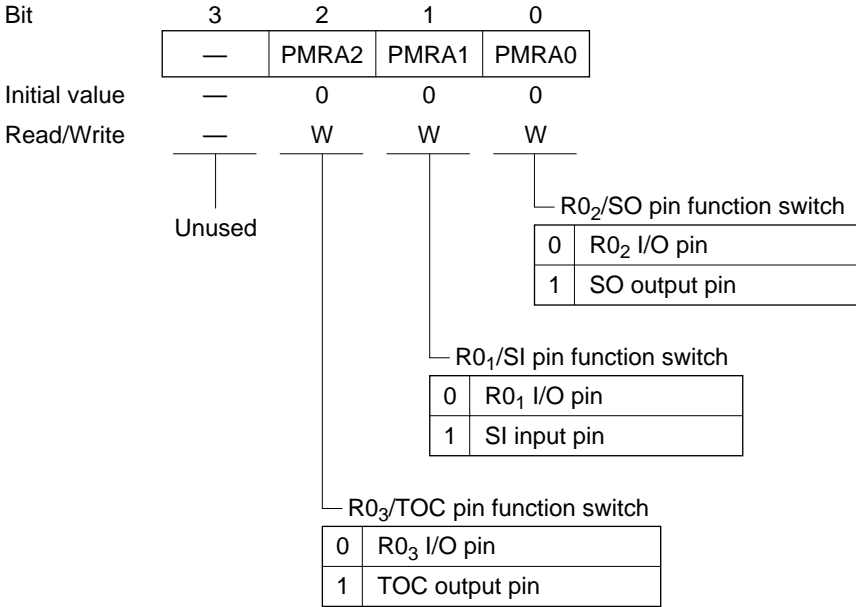 Bit 3 2 1 0
— PMRA2 PMRA1 PMRA0
Initial value — 0 0 0
Read/Write — W W W
Unused
R0₂/SO pin function switch
0 R0₂ I/O pin
1 SO output pin
R0₁/SI pin function switch
0 R0₁ I/O pin
1 SI input pin
R0₃/TOC pin function switch
0 R0₃ I/O pin
1 TOC output pin